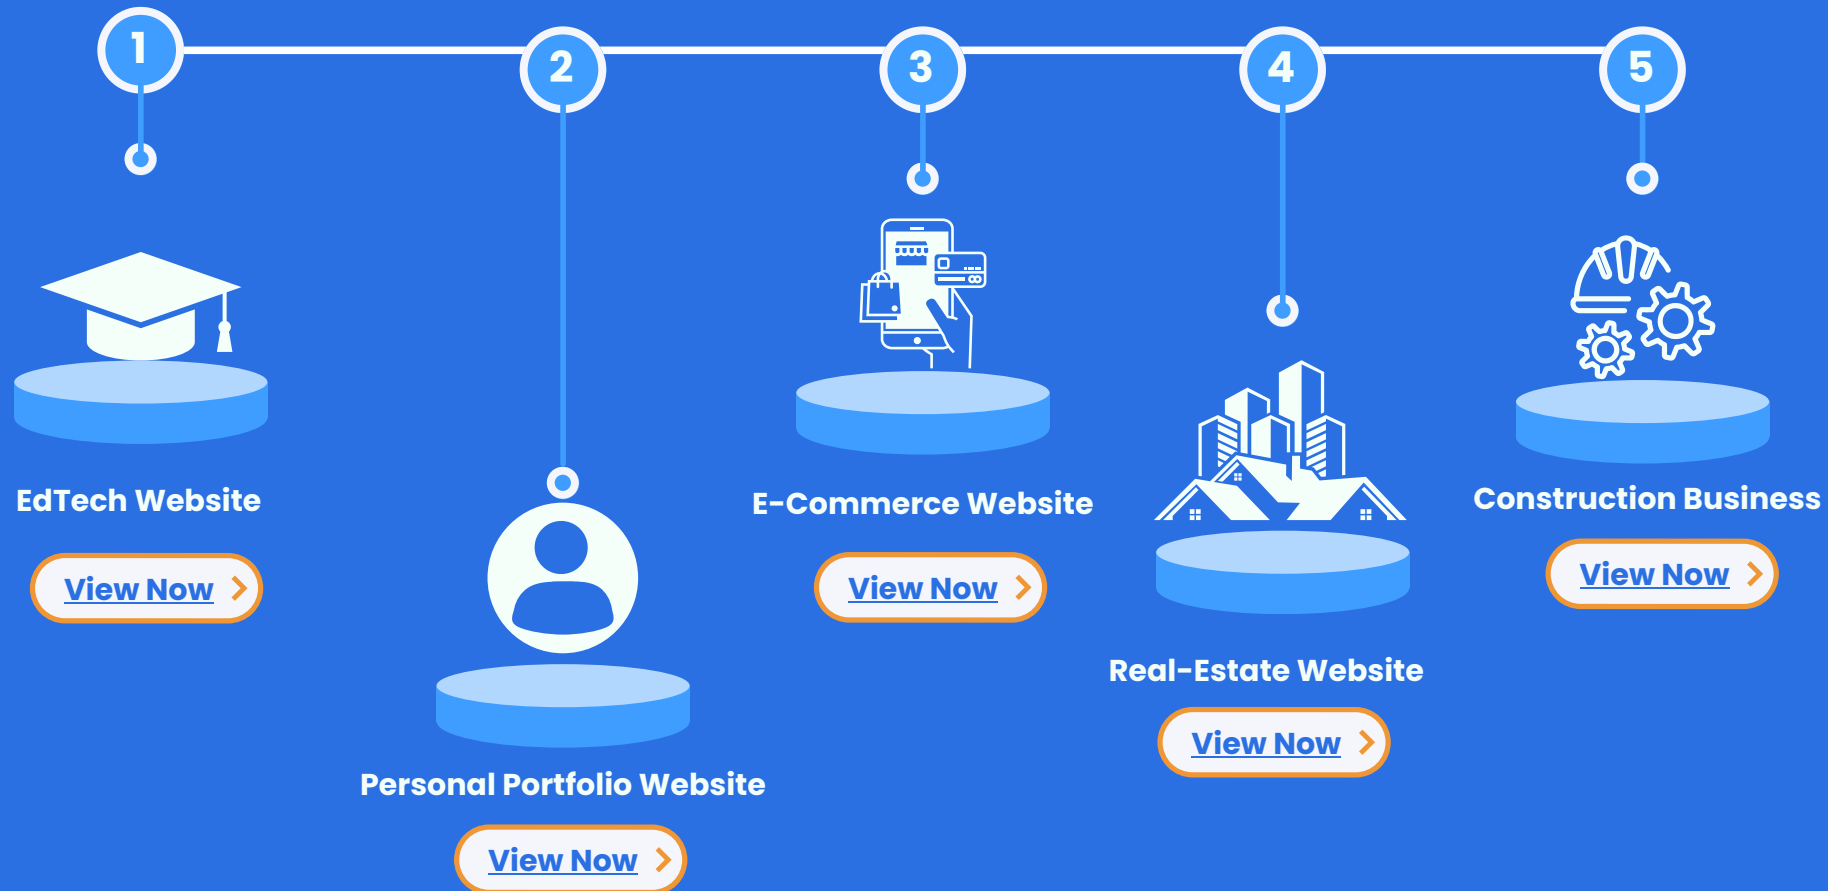 1
2
3
4
5
EdTech Website
View Now
Personal Portfolio Website
View Now
E-Commerce Website
View Now
Real-Estate Website
View Now
Construction Business
View Now